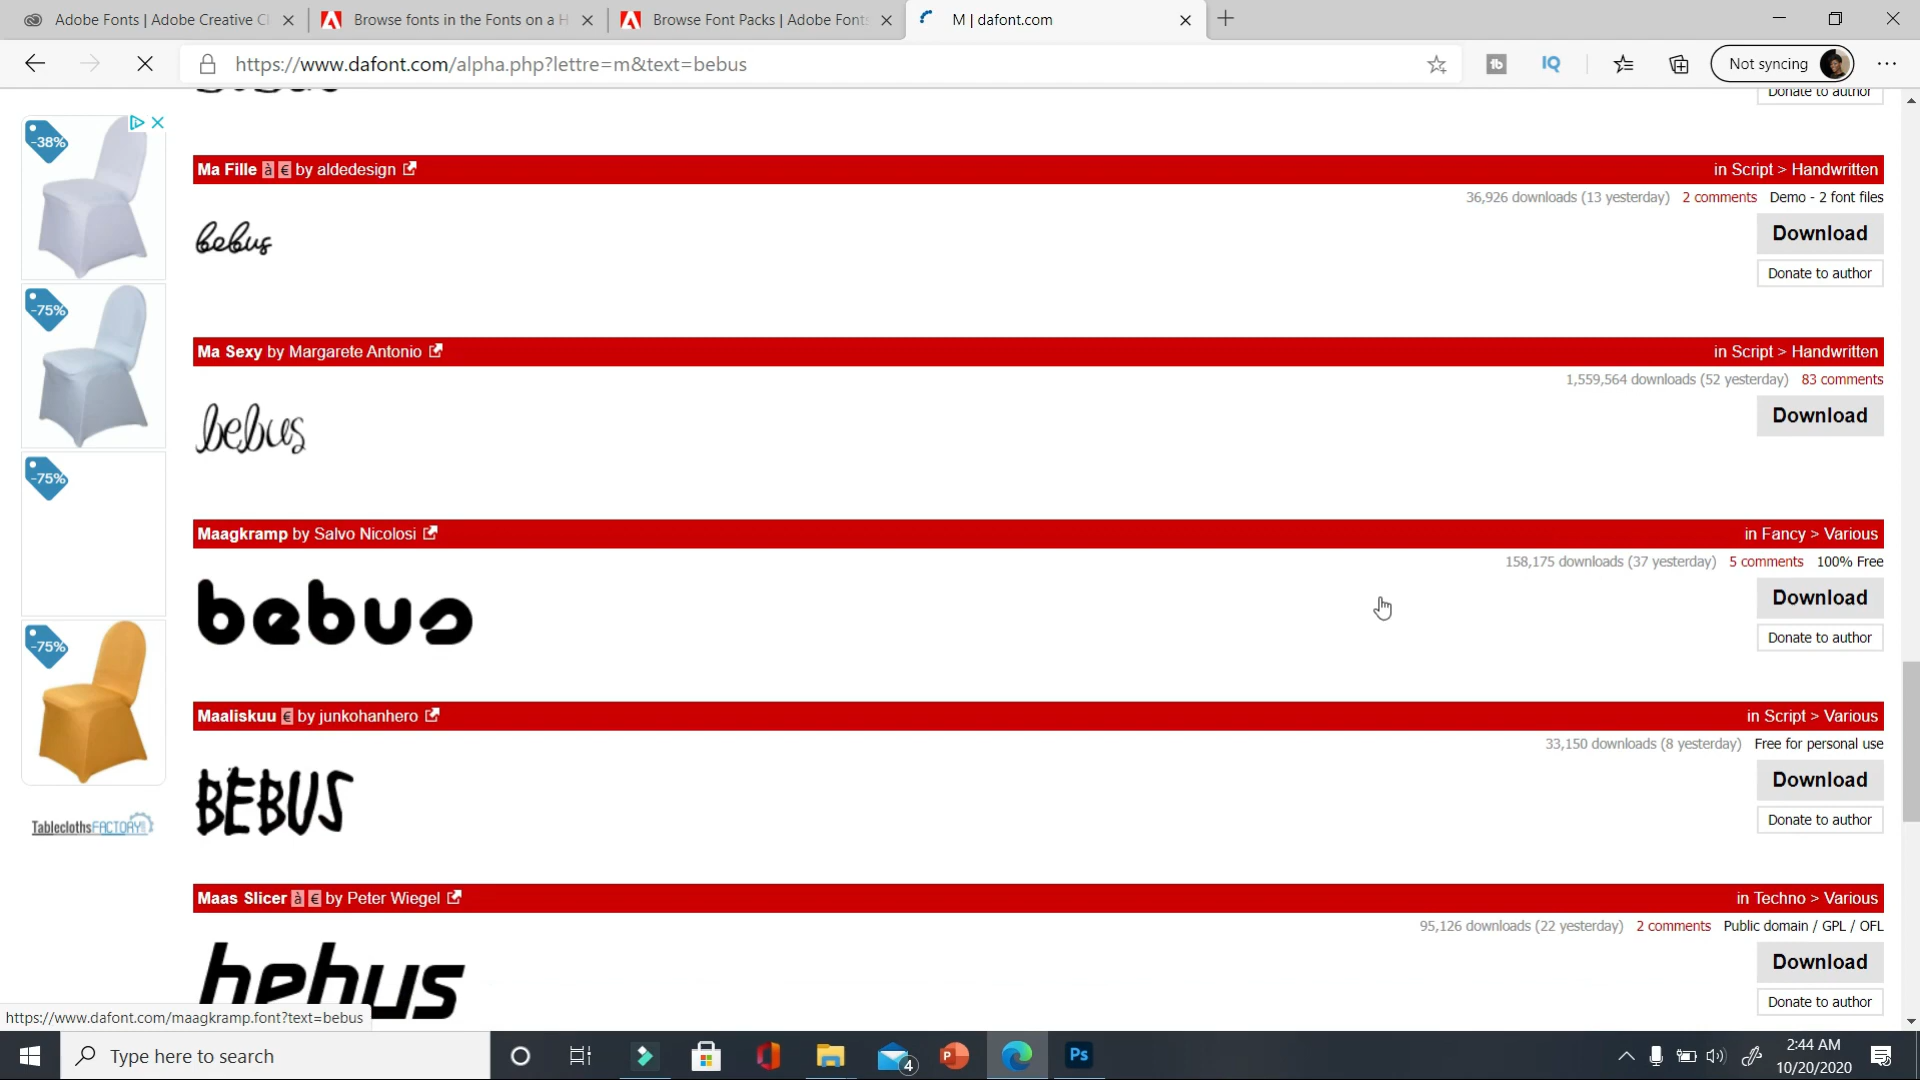 Adobe Fonts | Adobe Creative Cl
Browse fonts in the Fonts on a H
Browse Font Packs | Adobe Fonts
M | dafont.com
https://www.dafont.com/alpha.php?lettre=m&text=bebus
tb
IQ
Not syncing
Donate to author
-38%
Ma Fille à € by aldedesign
in Script > Handwritten
36,926 downloads (13 yesterday) 2 comments Demo - 2 font files
bebus
Download
Donate to author
-75%
Ma Sexy by Margarete Antonio
in Script > Handwritten
1,559,564 downloads (52 yesterday) 83 comments
bebus
Download
-75%
Maagkramp by Salvo Nicolosi
in Fancy > Various
158,175 downloads (37 yesterday) 5 comments 100% Free
bebus
Download
Donate to author
-75%
Maaliskuu € by junkohanhero
in Script > Various
33,150 downloads (8 yesterday) Free for personal use
BEBUS
Download
Donate to author
TableclothsFACTORY
Maas Slicer à € by Peter Wiegel
in Techno > Various
95,126 downloads (22 yesterday) 2 comments Public domain / GPL / OFL
bebus
Download
Donate to author
https://www.dafont.com/maagkramp.font?text=bebus
Type here to search
4
P
Ps
2:44 AM
10/20/2020